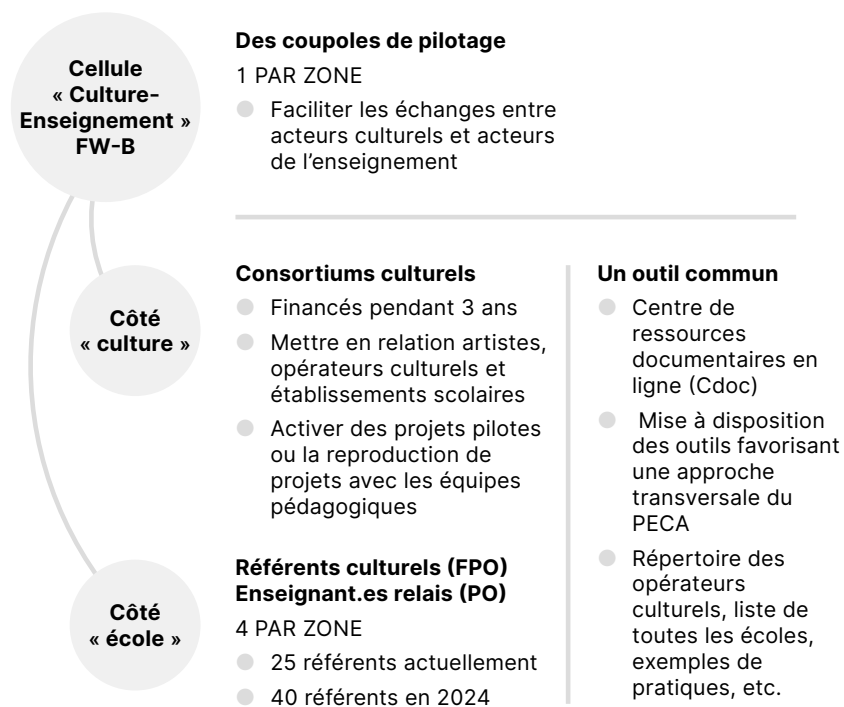 Cellule
« Culture-
Enseignement »
FW-B
Des coupoles de pilotage
1 PAR ZONE
Faciliter les échanges entre
acteurs culturels et acteurs
de l'enseignement
Côté
« culture »
Consortiums culturels
Financés pendant 3 ans
Mettre en relation artistes,
opérateurs culturels et
établissements scolaires
Activer des projets pilotes
ou la reproduction de
projets avec les équipes
pédagogiques
Côté
« école »
Référents culturels (FPO)
Enseignant.es relais (PO)
4 PAR ZONE
25 référents actuellement
40 référents en 2024
Un outil commun
Centre de
ressources
documentaires en
ligne (Cdoc)
Mise à disposition
des outils favorisant
une approche
transversale du
PECA
Répertoire des
opérateurs
culturels, liste de
toutes les écoles,
exemples de
pratiques, etc.